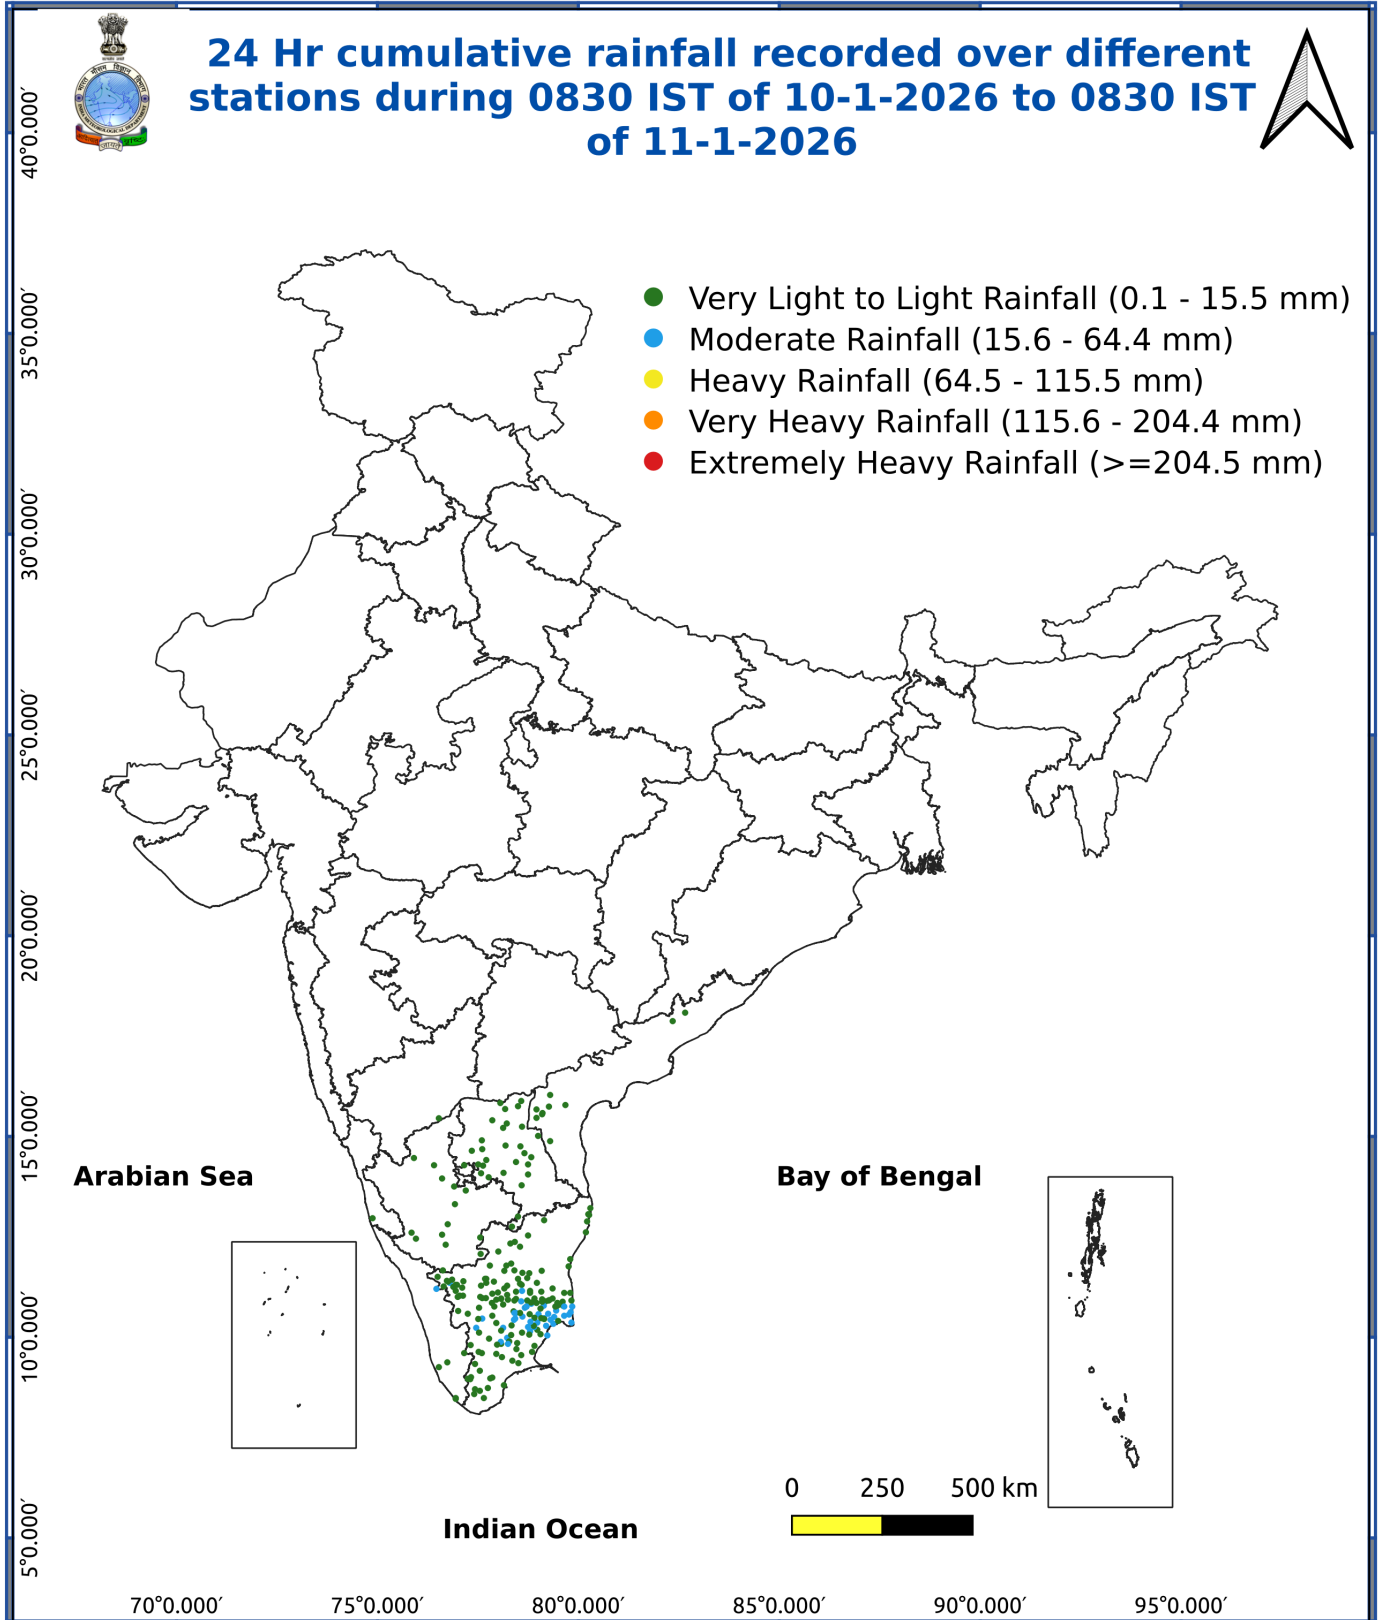 24 Hr cumulative rainfall recorded over different
stations during 0830 IST of 10-1-2026 to 0830 IST
of 11-1-2026
Very Light to Light Rainfall (0.1 - 15.5 mm)
Moderate Rainfall (15.6 - 64.4 mm)
Heavy Rainfall (64.5 - 115.5 mm)
Very Heavy Rainfall (115.6 - 204.4 mm)
Extremely Heavy Rainfall (>=204.5 mm)
40°0.000′
35°0.000′
30°0.000′
25°0.000′
20°0.000′
15°0.000′
10°0.000′
5°0.000′
Arabian Sea
Bay of Bengal
Indian Ocean
0 250 500 km
70°0.000′ 75°0.000′ 80°0.000′ 85°0.000′ 90°0.000′ 95°0.000′